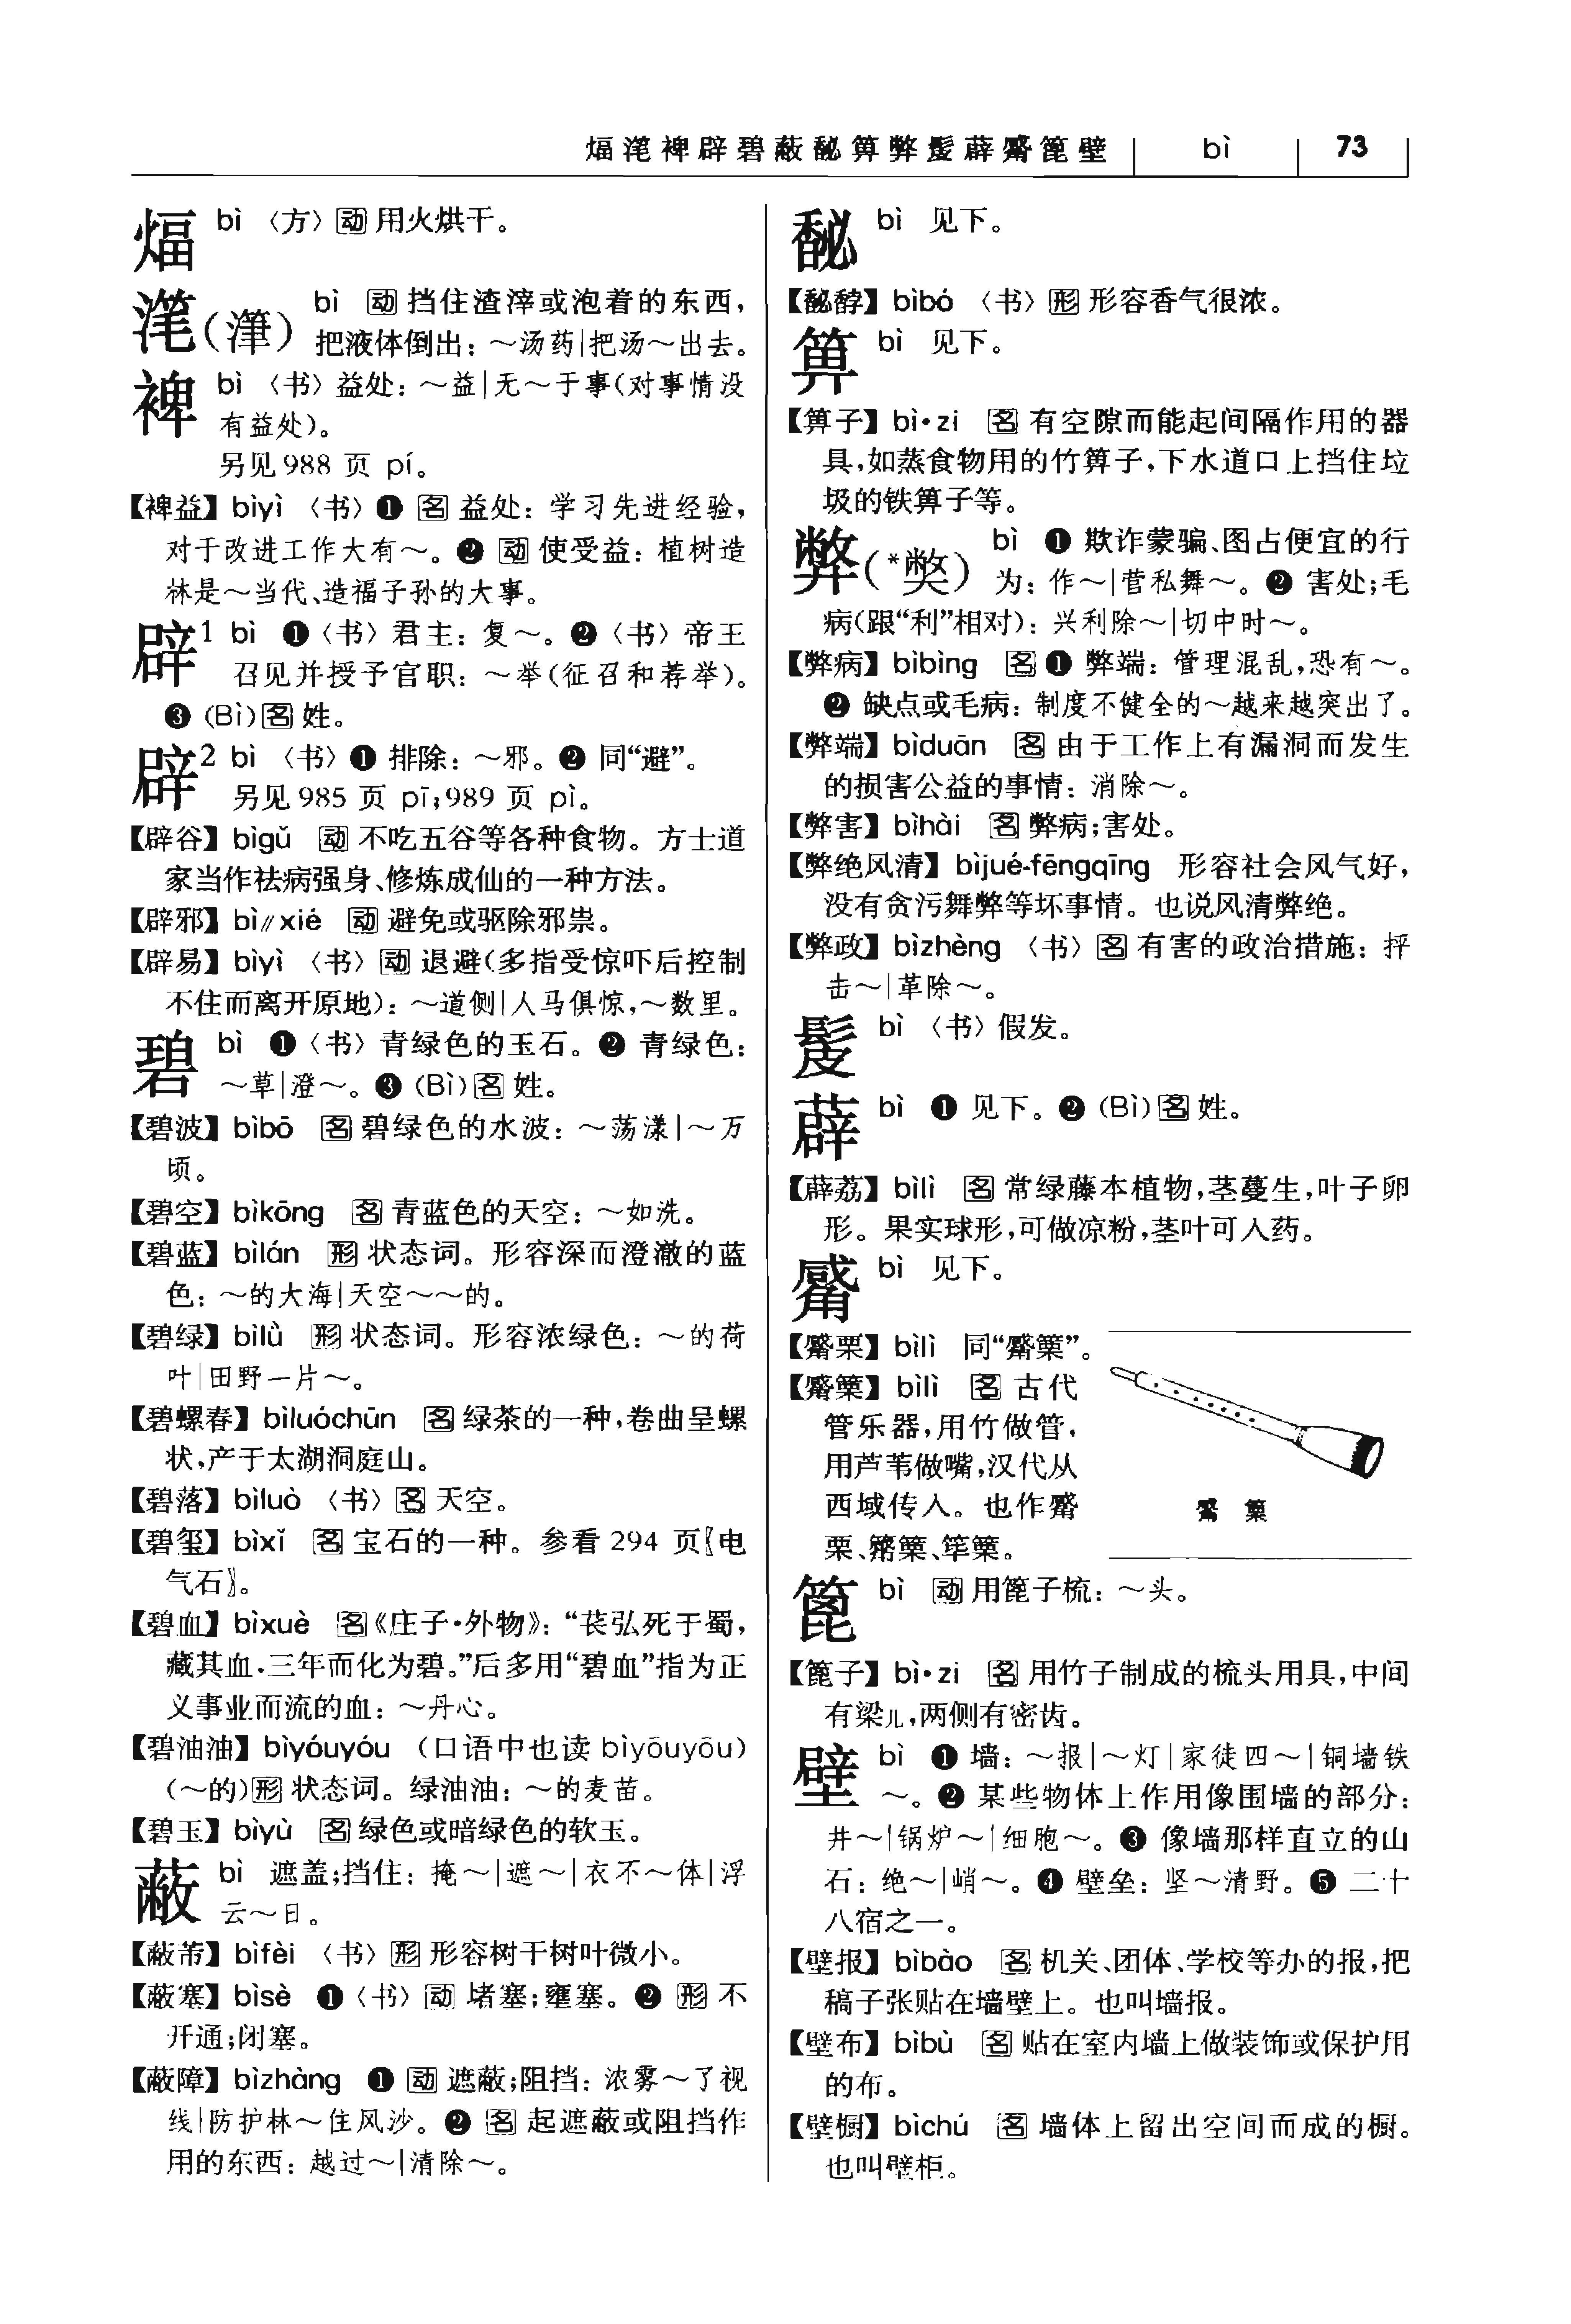 煏滗裨辟碧蔽馝箅弊髲薜觱篦壁 bì 73
煏 bì 〈方〉动 用火烘干。
滗(潷) bì 动 挡住渣滓或泡着的东西，
把液体倒出：～汤药|把汤～出去。
裨 bì 〈书〉益处：～益|无～于事(对事情没
有益处)。
另见988 页 pí。
【裨益】 bìyì 〈书〉❶ 名 益处：学习先进经验，
对于改进工作大有～。❷ 动 使受益：植树造
林是～当代、造福子孙的大事。
辟1 bì ❶〈书〉君主：复～。❷〈书〉帝王
召见并授予官职：～举(征召和荐举)。
❸ (Bì)名 姓。
辟2 bì 〈书〉❶ 排除：～邪。❷ 同“避”。
另见985 页 pī；989 页 pì。
【辟谷】 bìgǔ 动 不吃五谷等各种食物。方士道
家当作祛病强身、修炼成仙的一种方法。
【辟邪】 bì∥xié 动 避免或驱除邪祟。
【辟易】 bìyì 〈书〉动 退避(多指受惊吓后控制
不住而离开原地)：～道侧|人马俱惊，～数里。
碧 bì ❶〈书〉青绿色的玉石。❷ 青绿色：
～草|澄～。❸ (Bì)名 姓。
【碧波】 bìbō 名 碧绿色的水波：～荡漾|～万
顷。
【碧空】 bìkōng 名 青蓝色的天空：～如洗。
【碧蓝】 bìlán 形 状态词。形容深而澄澈的蓝
色：～的大海|天空～～的。
【碧绿】 bìlǜ 形 状态词。形容浓绿色：～的荷
叶|田野一片～。
【碧螺春】 bìluóchūn 名 绿茶的一种，卷曲呈螺
状，产于太湖洞庭山。
【碧落】 bìluò 〈书〉名 天空。
【碧玺】 bìxǐ 名 宝石的一种。参看294 页〖电
气石〗。
【碧血】 bìxuè 名《庄子·外物》：“苌弘死于蜀，
藏其血，三年而化为碧。”后多用“碧血”指为正
义事业而流的血：～丹心。
【碧油油】 bìyóuyóu （口语中也读 bìyōuyōu）
(～的)形 状态词。绿油油：～的麦苗。
【碧玉】 bìyù 名 绿色或暗绿色的软玉。
蔽 bì 遮盖；挡住：掩～|遮～|衣不～体|浮
云～日。
【蔽芾】 bìfèi 〈书〉形 形容树干树叶微小。
【蔽塞】 bìsè ❶〈书〉动 堵塞；壅塞。❷ 形 不
开通；闭塞。
【蔽障】 bìzhàng ❶ 动 遮蔽；阻挡：浓雾～了视
线|防护林～住风沙。❷ 名 起遮蔽或阻挡作
用的东西：越过～|清除～。
馝 bì 见下。
【馝馞】 bìbó 〈书〉形 形容香气很浓。
箅 bì 见下。
【箅子】 bì·zi 名 有空隙而能起间隔作用的器
具，如蒸食物用的竹箅子，下水道口上挡住垃
圾的铁箅子等。
弊(*獘) bì ❶ 欺诈蒙骗、图占便宜的行
为：作～|营私舞～。❷ 害处；毛
病(跟“利”相对)：兴利除～|切中时～。
【弊病】 bìbìng 名 ❶ 弊端：管理混乱，恐有～。
❷ 缺点或毛病：制度不健全的～越来越突出了。
【弊端】 bìduān 名 由于工作上有漏洞而发生
的损害公益的事情：消除～。
【弊害】 bìhài 名 弊病；害处。
【弊绝风清】 bìjué-fēngqīng 形容社会风气好，
没有贪污舞弊等坏事情。也说风清弊绝。
【弊政】 bìzhèng 〈书〉名 有害的政治措施：抨
击～|革除～。
髲 bì 〈书〉假发。
薜 bì ❶ 见下。❷ (Bì)名 姓。
【薜荔】 bìlì 名 常绿藤本植物，茎蔓生，叶子卵
形。果实球形，可做凉粉，茎叶可入药。
觱 bì 见下。
【觱栗】 bìlì 同“觱篥”。
【觱篥】 bìlì 名 古代
管乐器，用竹做管，
用芦苇做嘴，汉代从
西域传入。也作觱
栗、篳篥、筚篥。
觱 篥
篦 bì 动 用篦子梳：～头。
【篦子】 bì·zi 名 用竹子制成的梳头用具，中间
有梁儿，两侧有密齿。
壁 bì ❶ 墙：～报|～灯|家徒四～|铜墙铁
～。❷ 某些物体上作用像围墙的部分：
井～|锅炉～|细胞～。❸ 像墙那样直立的山
石：绝～|峭～。❹ 壁垒：坚～清野。❺ 二十
八宿之一。
【壁报】 bìbào 名 机关、团体、学校等办的报，把
稿子张贴在墙壁上。也叫墙报。
【壁布】 bìbù 名 贴在室内墙上做装饰或保护用
的布。
【壁橱】 bìchú 名 墙体上留出空间而成的橱。
也叫壁柜。